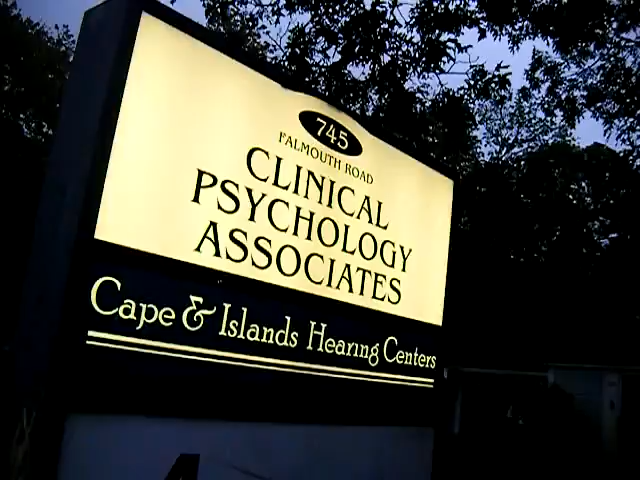 745
FALMOUTH ROAD
CLINICAL
PSYCHOLOGY
ASSOCIATES
Cape & Islands Hearing Centers